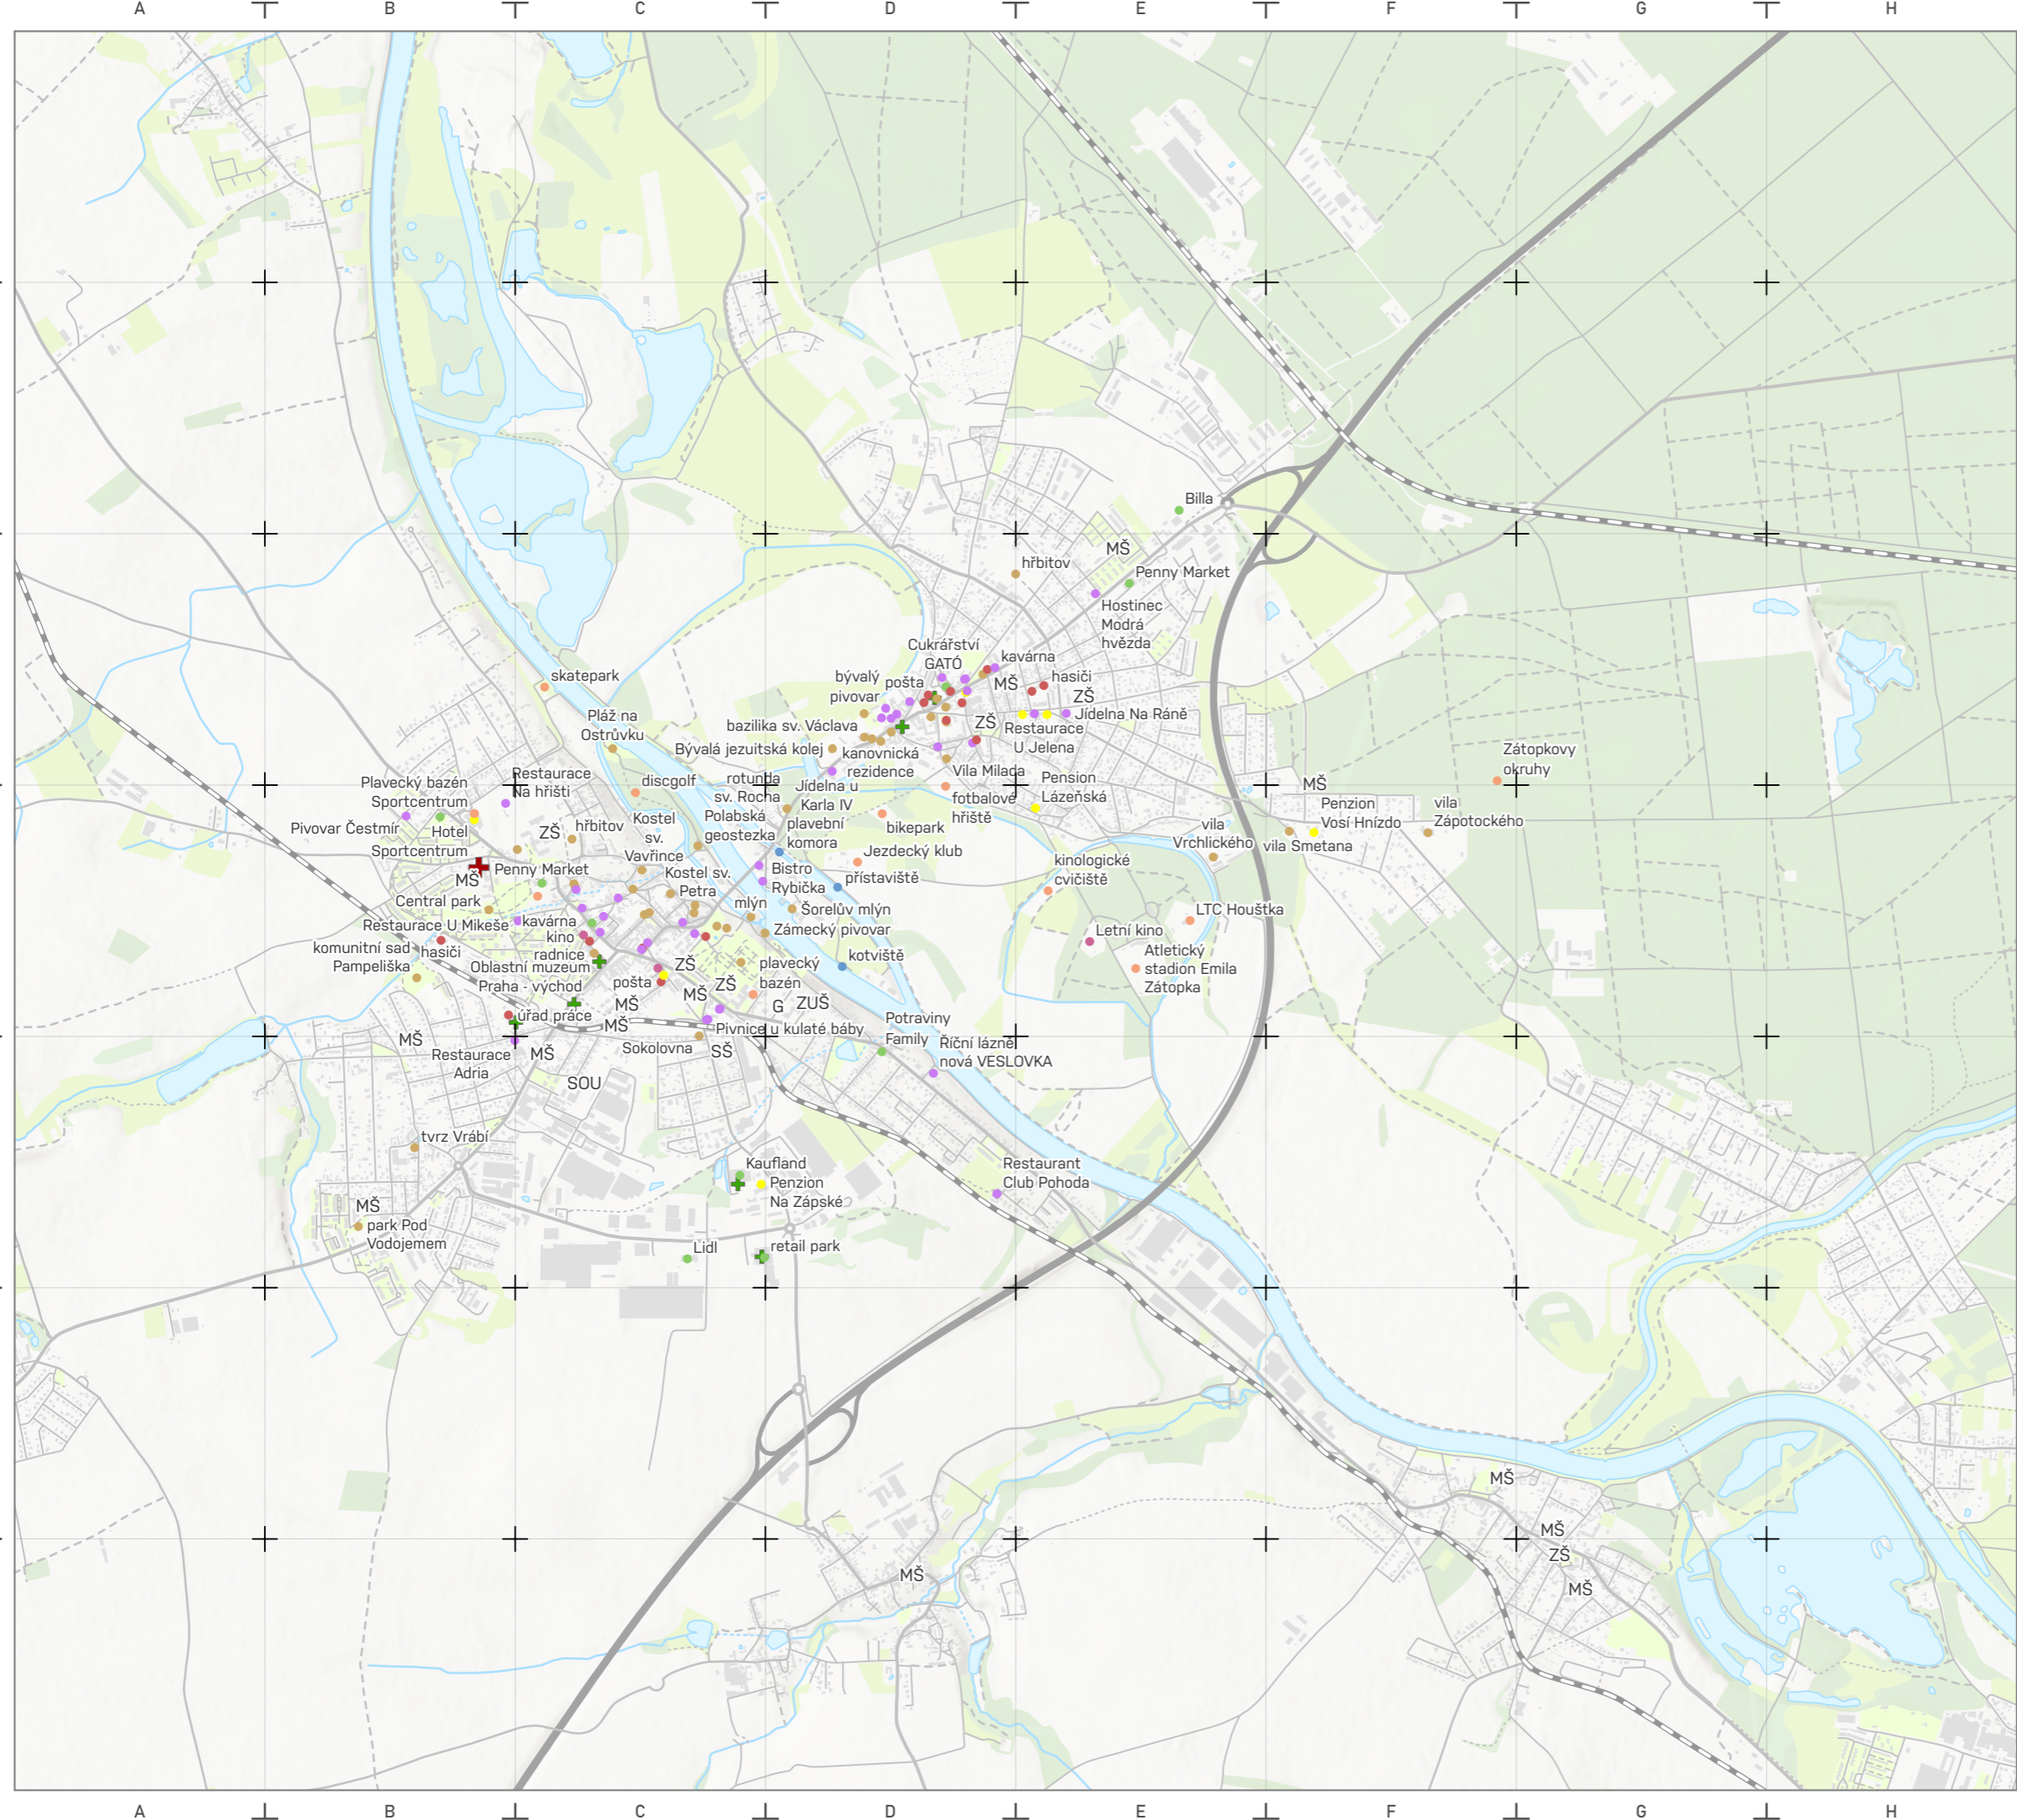 A B C D E F G H
Billa
MŠ
hřbitov
Penny Market
Hostinec
Modrá
hvězda
Cukrářství
GATÓ
kavárna
bývalý
pivovar
pošta
MŠ
hasiči
ZŠ
skatepark
Pláž na
Ostrůvku
bazilika sv. Václava
ZŠ
Jídelna Na Ráně
Restaurace
U Jelena
Bývalá jezuitská kolej
kanovnická
rezidence
Zátopkovy
okruhy
Plavecký bazén
Sportcentrum
Restaurace
Na hřišti
discgolf
rotunda
sv. Rocha
Jídelna u
Karla IV
Vila Milada
fotbalové
hřiště
Pension
Lázeňská
MŠ
Penzion
Vosí Hnízdo
vila
Zápotockého
Pivovar Čestmír
Hotel
Sportcentrum
ZŠ
hřbitov
Kostel
sv.
Vavřince
Polabská
geostezka
plavební
komora
bikepark
vila
Vrchlického
vila Smetana
MŠ
Penny Market
Kostel sv.
Petra
Bistro
Rybička
Jezdecký klub
přístaviště
kinologické
cvičiště
Central park
mlýn
Šorelův mlýn
LTC Houštka
Restaurace U Mikeše
kavárna
kino
Zámecký pivovar
Letní kino
komunitní sad
Pampeliška
hasiči
radnice
Oblastní muzeum
Praha - východ
pošta
ZŠ
plavecký
bazén
kotviště
Atletický
stadion Emila
Zátopka
MŠ
ZŠ
MŠ
G
ZUŠ
úřad práce
MŠ
Pivnice u kulaté báby
Potraviny
Family
MŠ
Restaurace
Adria
MŠ
Sokolovna
SŠ
Říční lázně
nová VESLOVKA
SOU
tvrz Vrábí
Kaufland
Penzion
Na Zápské
Restaurant
Club Pohoda
MŠ
park Pod
Vodojemem
Lidl
retail park
MŠ
MŠ
ZŠ
MŠ
MŠ
A B C D E F G H